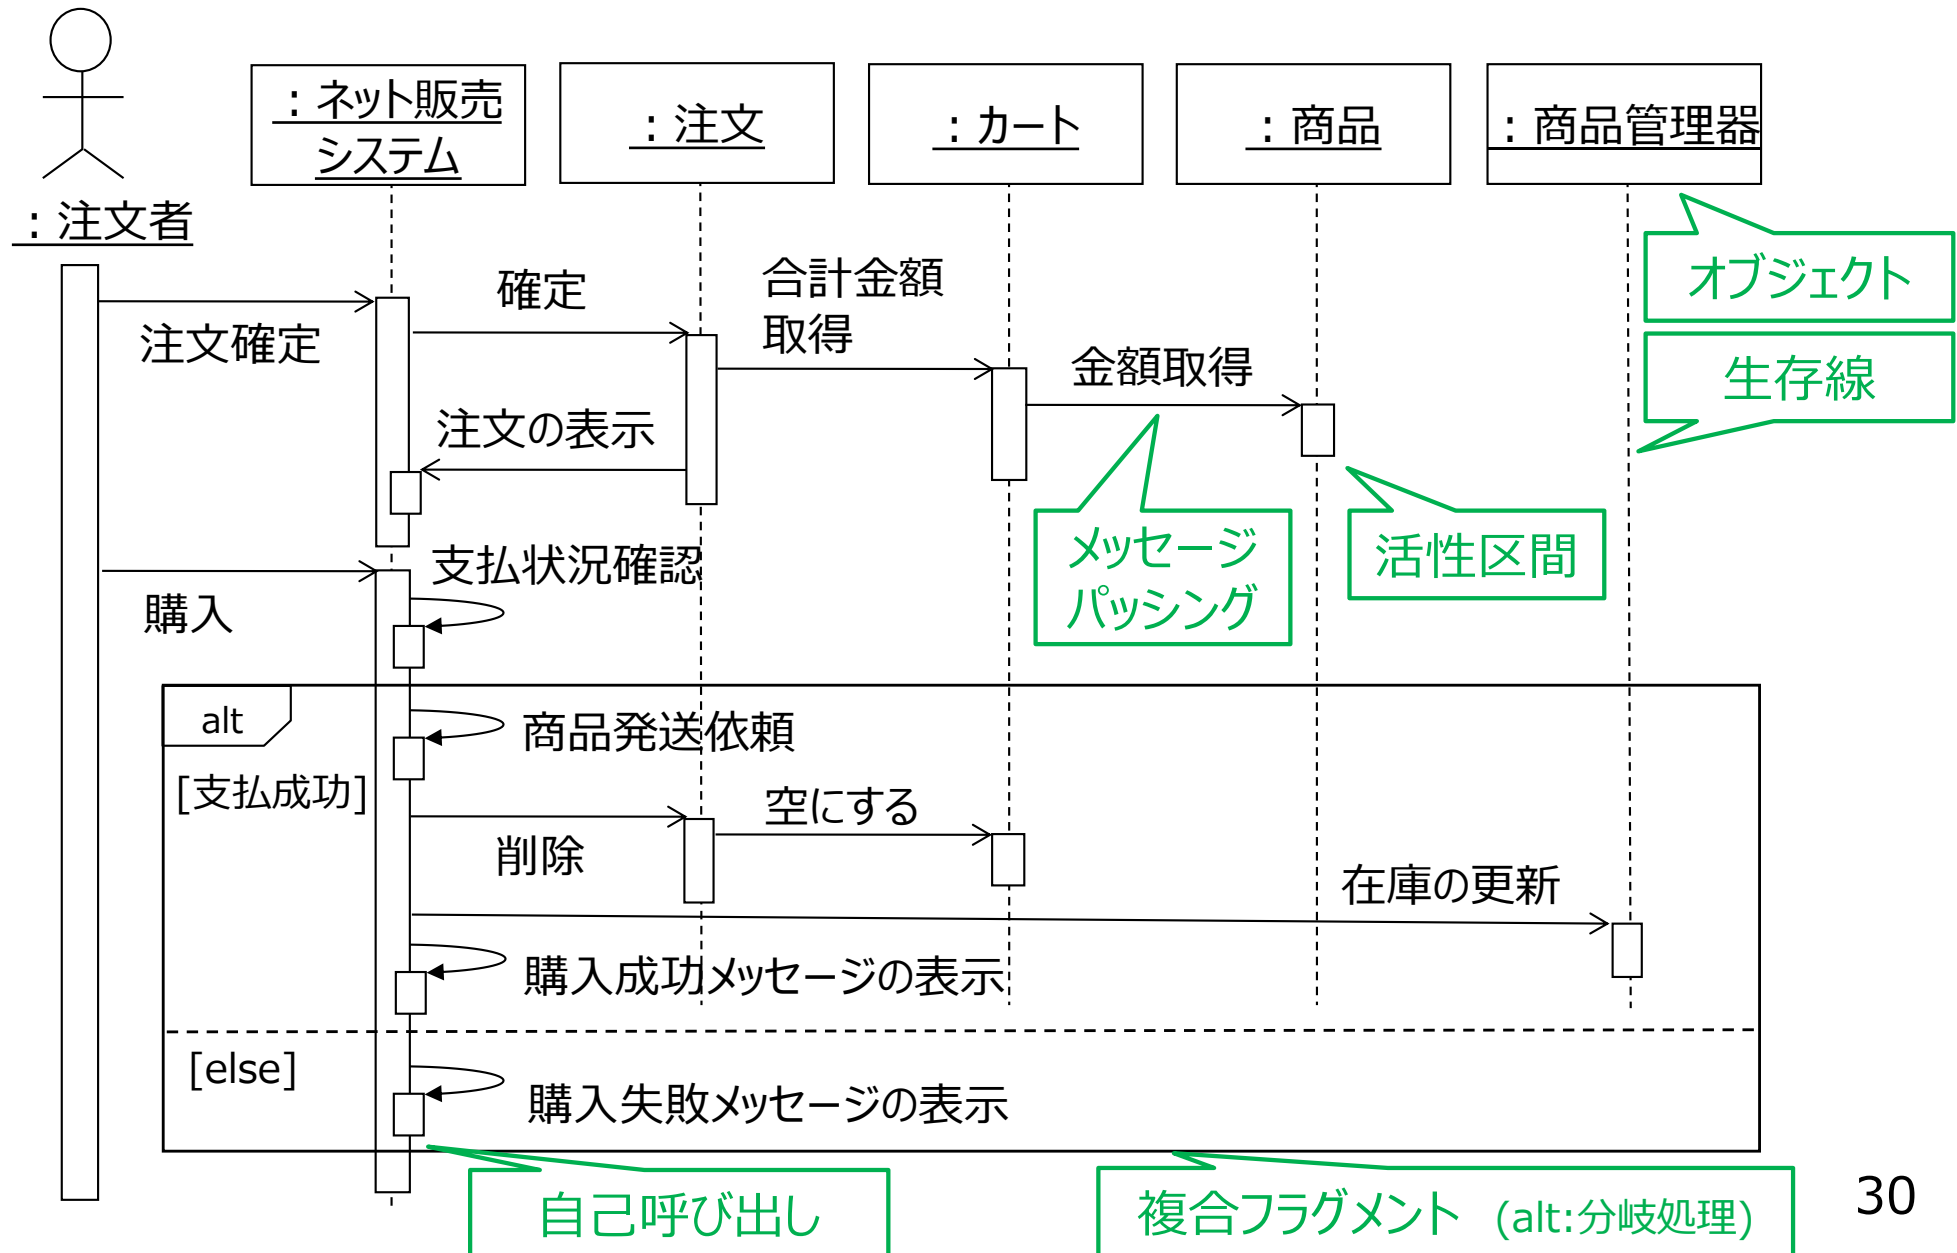 : ネット販売
システム
: 注文
: カート
: 商品
: 商品管理器
: 注文者
オブジェクト
生存線
注文確定
確定
合計金額
取得
金額取得
注文の表示
メッセージ
パッシング
活性区間
購入
支払状況確認
alt
[支払成功]
商品発送依頼
削除
空にする
在庫の更新
購入成功メッセージの表示
[else]
購入失敗メッセージの表示
自己呼び出し
複合フラグメント (alt:分岐処理)
30